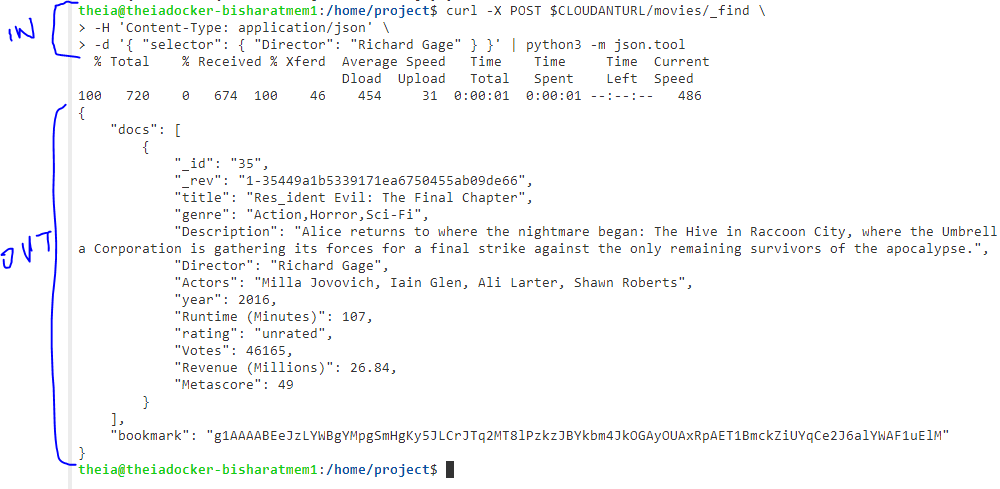 IN
theia@theiadocker-bisharatmem1:/home/project$ curl -X POST $CLOUDANTURL/movies/_find \
> -H 'Content-Type: application/json' \
> -d '{ "selector": { "Director": "Richard Gage" } }' | python3 -m json.tool
  % Total    % Received % Xferd  Average Speed   Time    Time     Time  Current
                                 Dload  Upload   Total   Spent    Left  Speed
100   720    0   674  100    46    454     31  0:00:01  0:00:01 --:--:--   486
OUT
{
    "docs": [
        {
            "_id": "35",
            "_rev": "1-35449a1b5339171ea6750455ab09de66",
            "title": "Res_ident Evil: The Final Chapter",
            "genre": "Action,Horror,Sci-Fi",
            "Description": "Alice returns to where the nightmare began: The Hive in Raccoon City, where the Umbrell
a Corporation is gathering its forces for a final strike against the only remaining survivors of the apocalypse.",
            "Director": "Richard Gage",
            "Actors": "Milla Jovovich, Iain Glen, Ali Larter, Shawn Roberts",
            "year": 2016,
            "Runtime (Minutes)": 107,
            "rating": "unrated",
            "Votes": 46165,
            "Revenue (Millions)": 26.84,
            "Metascore": 49
        }
    ],
    "bookmark": "g1AAAABEeJzLYWBgYMpgSmHgKy5JLCrJTq2MT8lPzkzJBYkbm4JkOGAyOUAxRpAET1BmckZiUYqCe2J6alYWAF1uElM"
}
theia@theiadocker-bisharatmem1:/home/project$